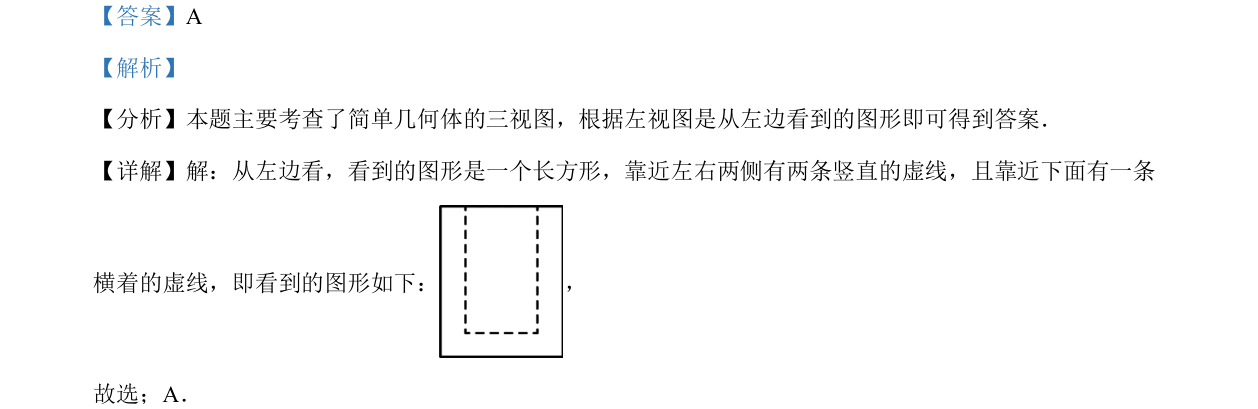 【答案】A
【解析】
【分析】本题主要考查了简单几何体的三视图，根据左视图是从左边看到的图形即可得到答案．
【详解】解：从左边看，看到的图形是一个长方形，靠近左右两侧有两条竖直的虚线，且靠近下面有一条
横着的虚线，即看到的图形如下：，
故选；A．